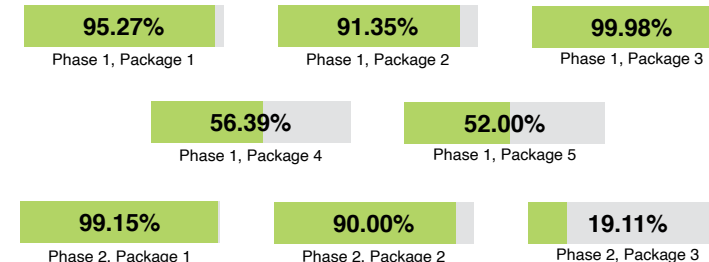 95.27%
Phase 1, Package 1
91.35%
Phase 1, Package 2
99.98%
Phase 1, Package 3
56.39%
Phase 1, Package 4
52.00%
Phase 1, Package 5
99.15%
Phase 2, Package 1
90.00%
Phase 2, Package 2
19.11%
Phase 2, Package 3